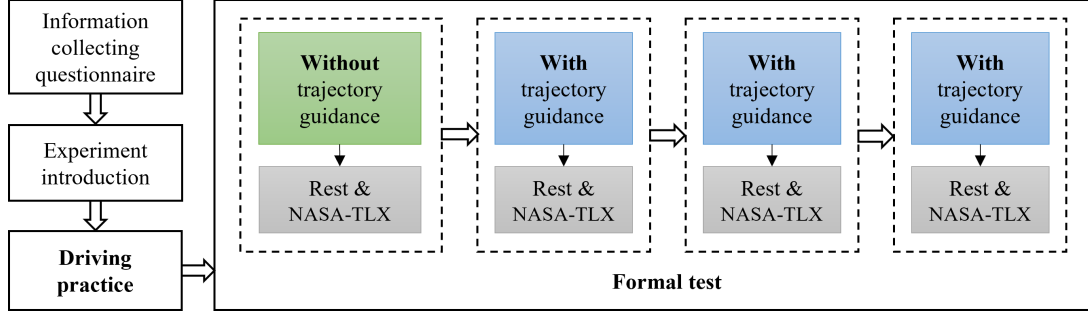 Information
collecting
questionnaire
Experiment
introduction
Driving
practice
Without
trajectory
guidance
Rest &
NASA-TLX
With
trajectory
guidance
Rest &
NASA-TLX
With
trajectory
guidance
Rest &
NASA-TLX
With
trajectory
guidance
Rest &
NASA-TLX
Formal test